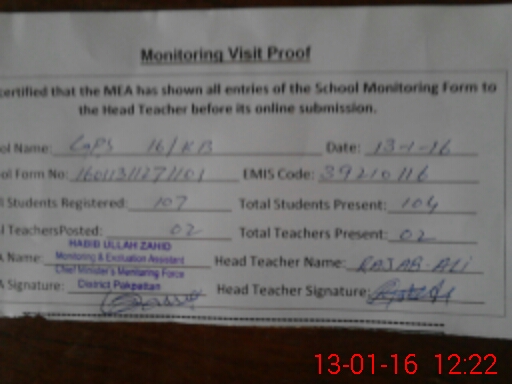 Monitoring Visit Proof
certified that the MEA has shown all entries of the School Monitoring Form to
the Head Teacher before its online submission.
ol Name: GGPS 16/KB Date: 13-1-16
ol Form No: 16011311271101 EMIS Code: 39210116
l Students Registered: 107 Total Students Present: 104
l TeachersPosted: 02 Total Teachers Present: 02
HABIB ULLAH ZAHID
A Name: Monitoring & Evaluation Assistant Head Teacher Name: RAJAB-ALI
Chief Minister's Monitoring Force
A Signature: District Pakpattan Head Teacher Signature:
13-01-16 12:22